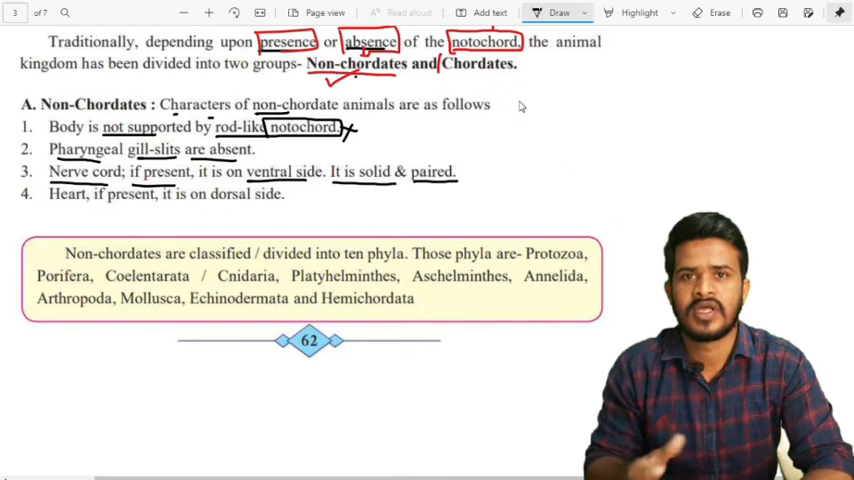 3
of 7
Page view
Read aloud
Add text
Draw
Highlight
Erase
Traditionally, depending upon presence or absence of the notochord, the animal
kingdom has been divided into two groups- Non-chordates and Chordates.
A. Non-Chordates : Characters of non-chordate animals are as follows
1. Body is not supported by rod-like notochord.
2. Pharyngeal gill-slits are absent.
3. Nerve cord; if present, it is on ventral side. It is solid & paired.
4. Heart, if present, it is on dorsal side.
Non-chordates are classified / divided into ten phyla. Those phyla are- Protozoa,
Porifera, Coelentarata / Cnidaria, Platyhelminthes, Aschelminthes, Annelida,
Arthropoda, Mollusca, Echinodermata and Hemichordata
62